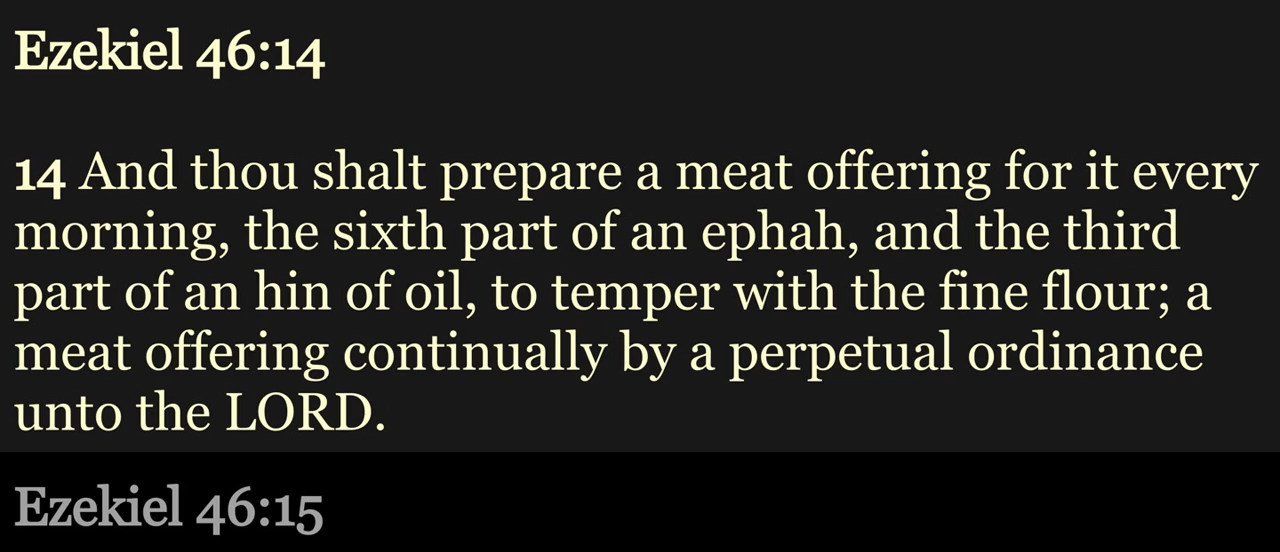 Ezekiel 46:14
14 And thou shalt prepare a meat offering for it every
morning, the sixth part of an ephah, and the third
part of an hin of oil, to temper with the fine flour; a
meat offering continually by a perpetual ordinance
unto the LORD.
Ezekiel 46:15